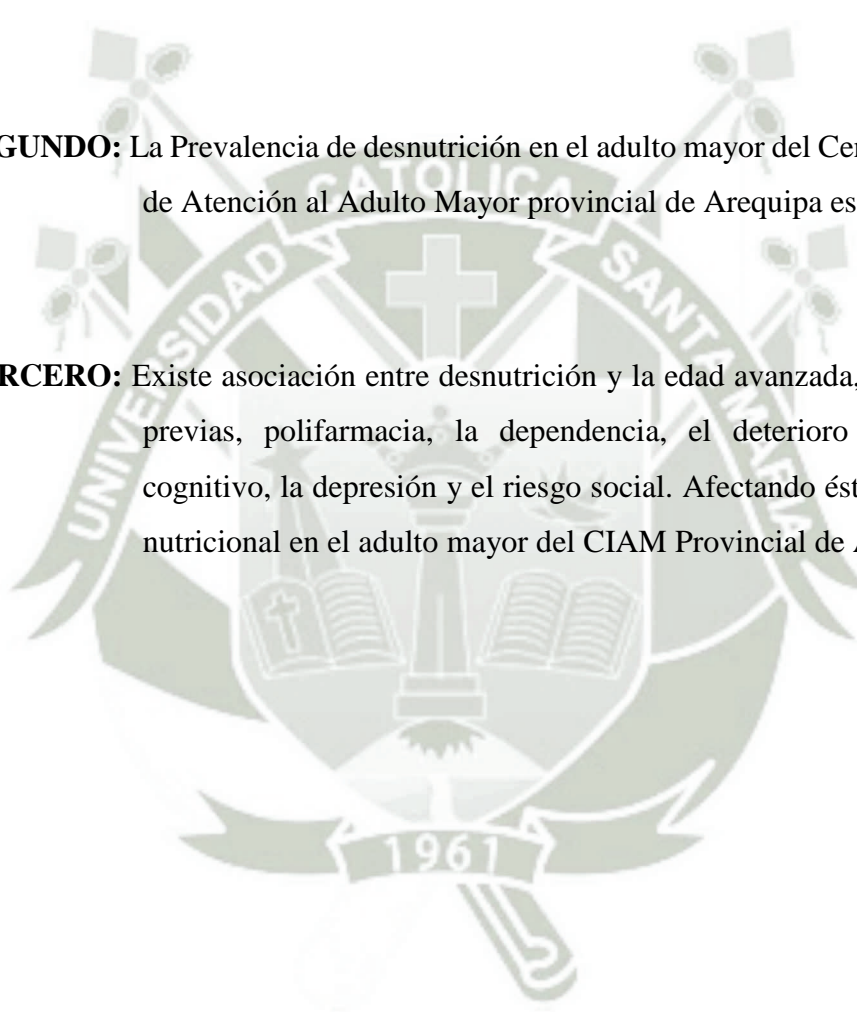 GUNDO: La Prevalencia de desnutrición en el adulto mayor del Cen
de Atención al Adulto Mayor provincial de Arequipa es
RCERO: Existe asociación entre desnutrición y la edad avanzada,
previas, polifarmacia, la dependencia, el deterioro
cognitivo, la depresión y el riesgo social. Afectando ést
nutricional en el adulto mayor del CIAM Provincial de A
UNIVERSIDAD CATOLICA SANTA MARIA
1961